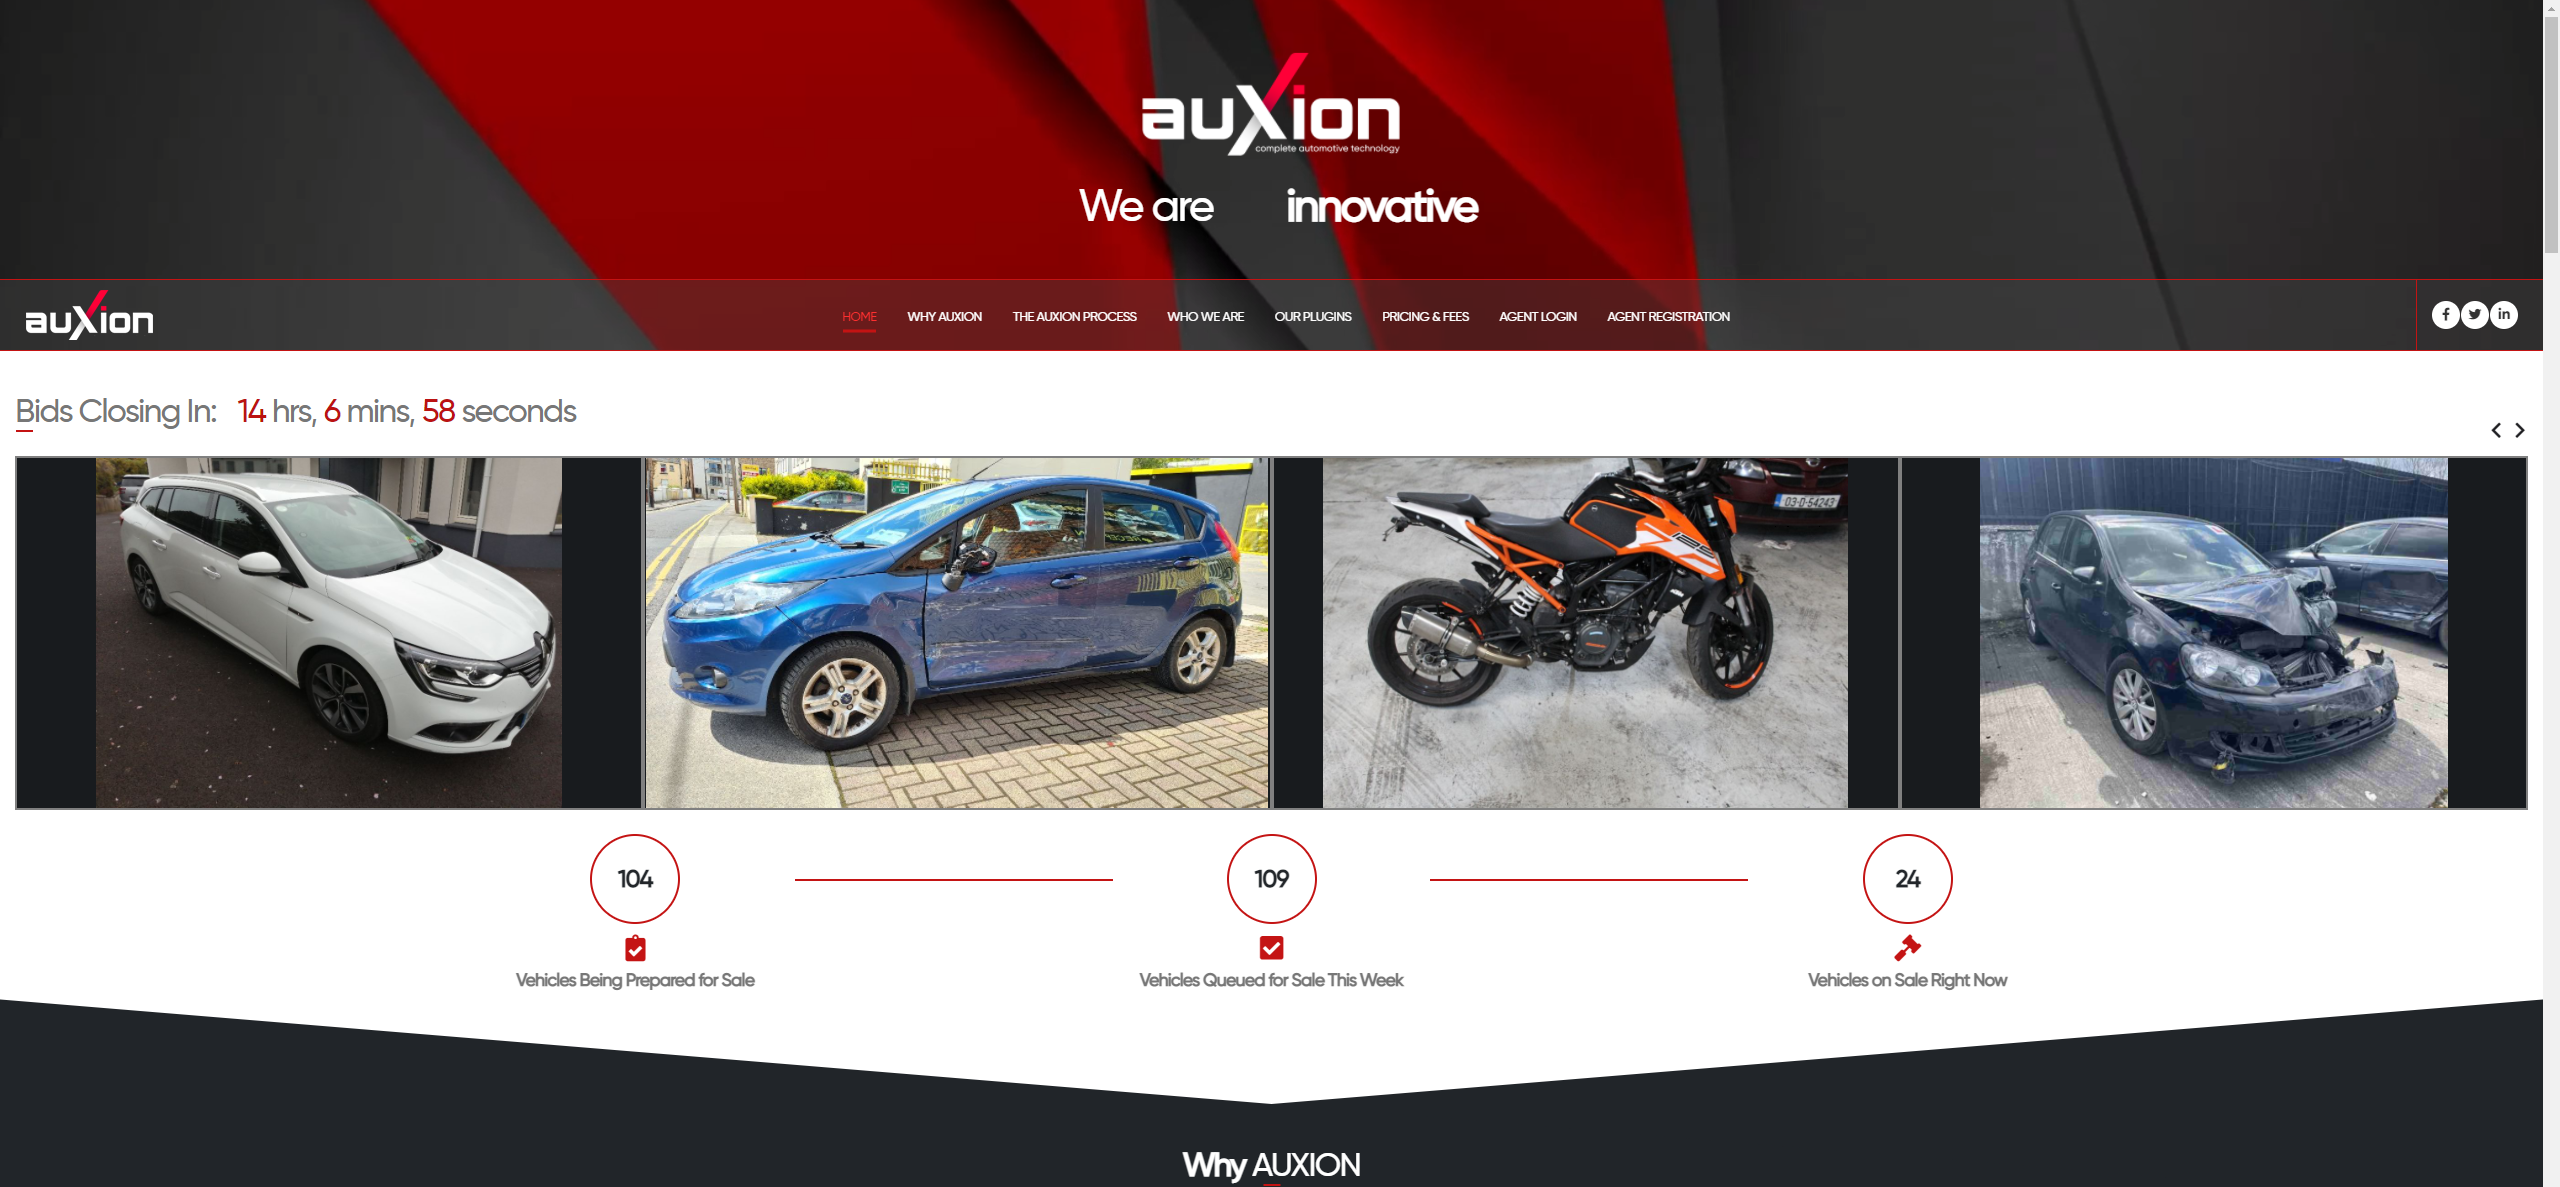 auXion
complete automotive technology
We are innovative
auXion
HOME WHY AUXION THE AUXION PROCESS WHO WE ARE OUR PLUGINS PRICING & FEES AGENT LOGIN AGENT REGISTRATION
Bids Closing In: 14 hrs, 6 mins, 58 seconds
03-D-54243
125
104 109 24
Vehicles Being Prepared for Sale Vehicles Queued for Sale This Week Vehicles on Sale Right Now
Why AUXION